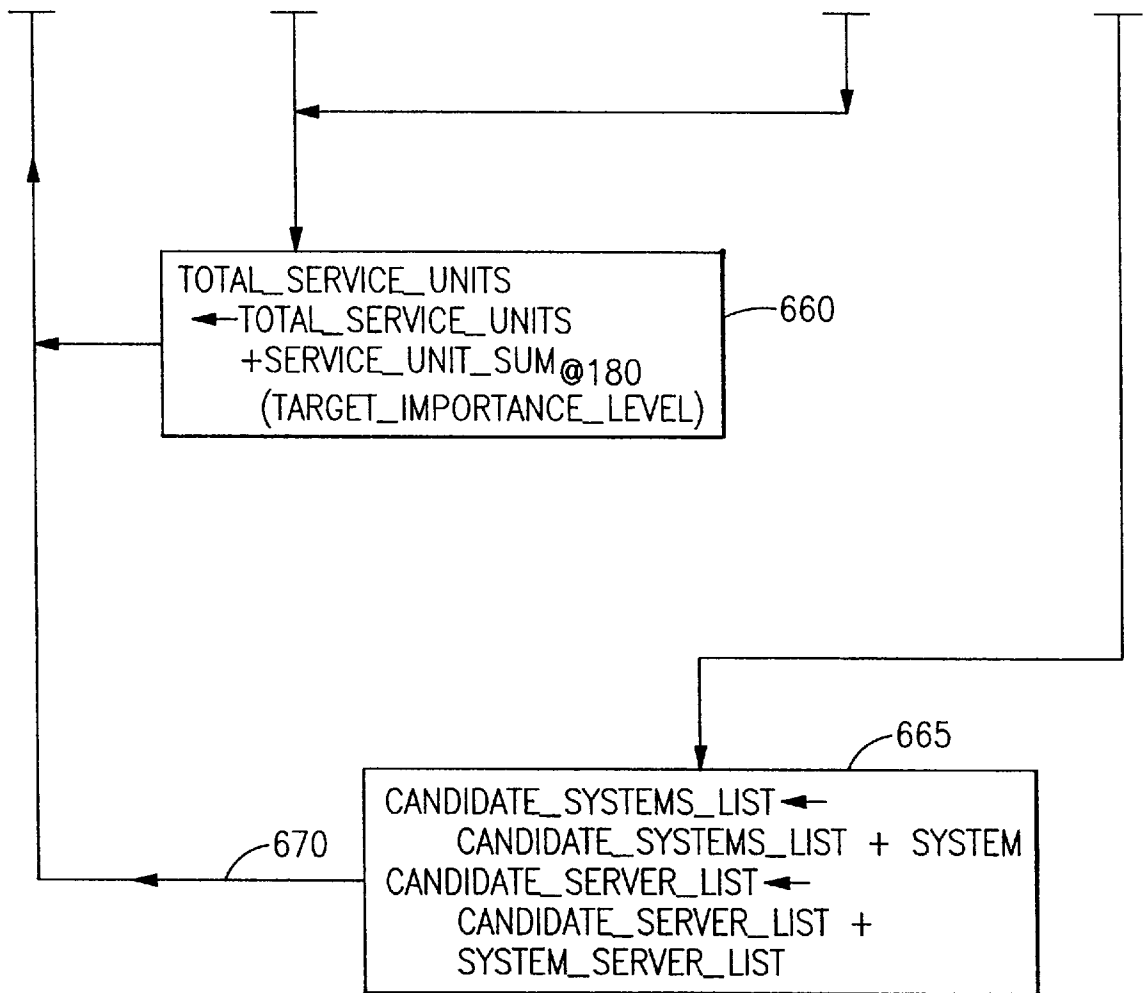 TOTAL_SERVICE_UNITS
←TOTAL_SERVICE_UNITS
+SERVICE_UNIT_SUM@180
(TARGET_IMPORTANCE_LEVEL)
660
665
CANDIDATE_SYSTEMS_LIST←
CANDIDATE_SYSTEMS_LIST + SYSTEM
CANDIDATE_SERVER_LIST←
CANDIDATE_SERVER_LIST +
SYSTEM_SERVER_LIST
670